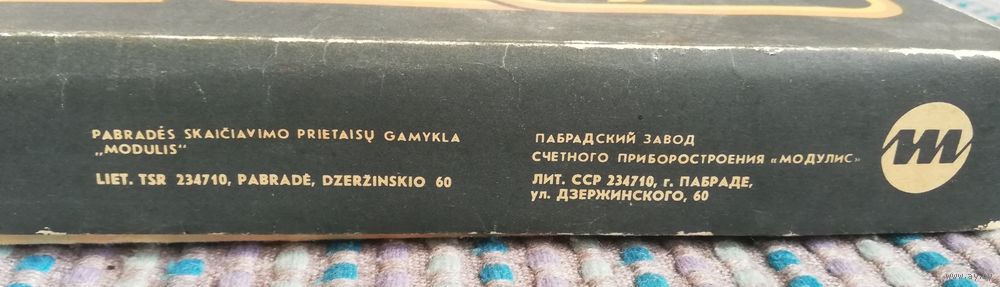 PABRADĖS SKAIČIAVIMO PRIETAISŲ GAMYKLA
„MODULIS“
LIET. TSR 234710, PABRADĖ, DZERŽINSKIO 60
ПАБРАДСКИЙ ЗАВОД
СЧЕТНОГО ПРИБОРОСТРОЕНИЯ «МОДУЛИС»
ЛИТ. ССР 234710, г. ПАБРАДЕ,
ул. ДЗЕРЖИНСКОГО, 60